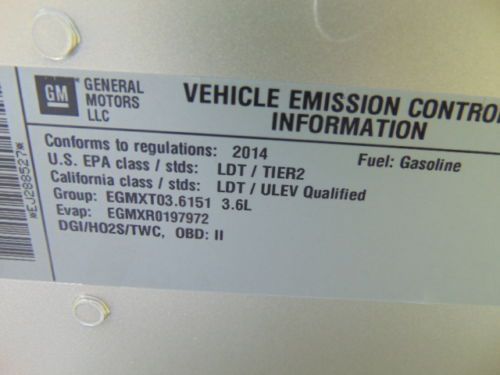 GM
GENERAL
MOTORS
LLC
VEHICLE EMISSION CONTROL
INFORMATION
Conforms to regulations: 2014
Fuel: Gasoline
U.S. EPA class / stds: LDT / TIER2
California class / stds: LDT / ULEV Qualified
Group: EGMXT03.6151 3.6L
Evap: EGMXR0197972
DGI/HO2S/TWC, OBD: II
*EJ288527*